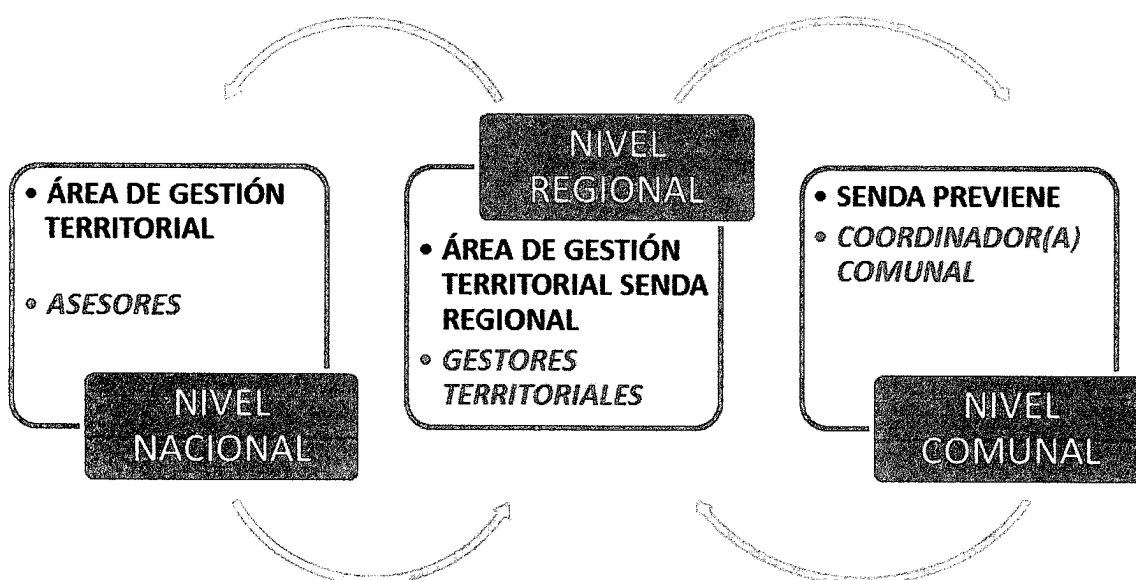 • ÁREA DE GESTIÓN
TERRITORIAL
• ASESORES
NIVEL
NACIONAL
NIVEL
REGIONAL
• ÁREA DE GESTIÓN
TERRITORIAL SENDA
REGIONAL
• GESTORES
TERRITORIALES
• SENDA PREVIENE
• COORDINADOR(A)
COMUNAL
NIVEL
COMUNAL